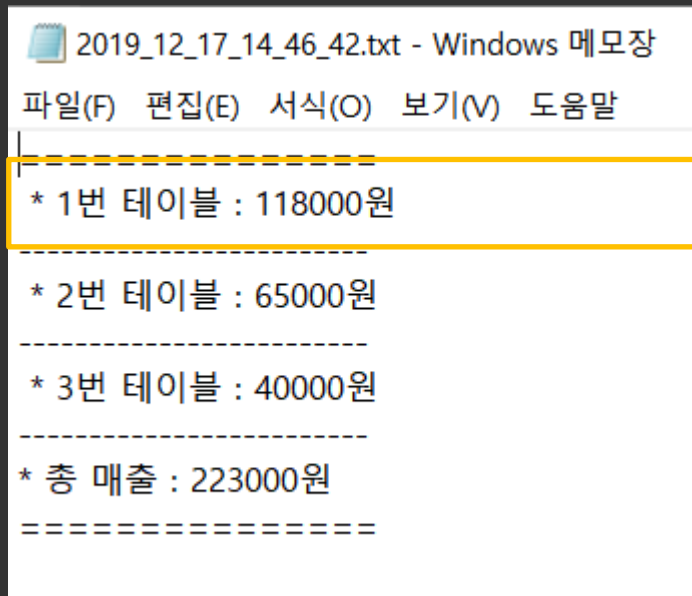 2019_12_17_14_46_42.txt - Windows 메모장
파일(F) 편집(E) 서식(O) 보기(V) 도움말
===============
* 1번 테이블 : 118000원
-------------------------
* 2번 테이블 : 65000원
-------------------------
* 3번 테이블 : 40000원
-------------------------
* 총 매출 : 223000원
===============